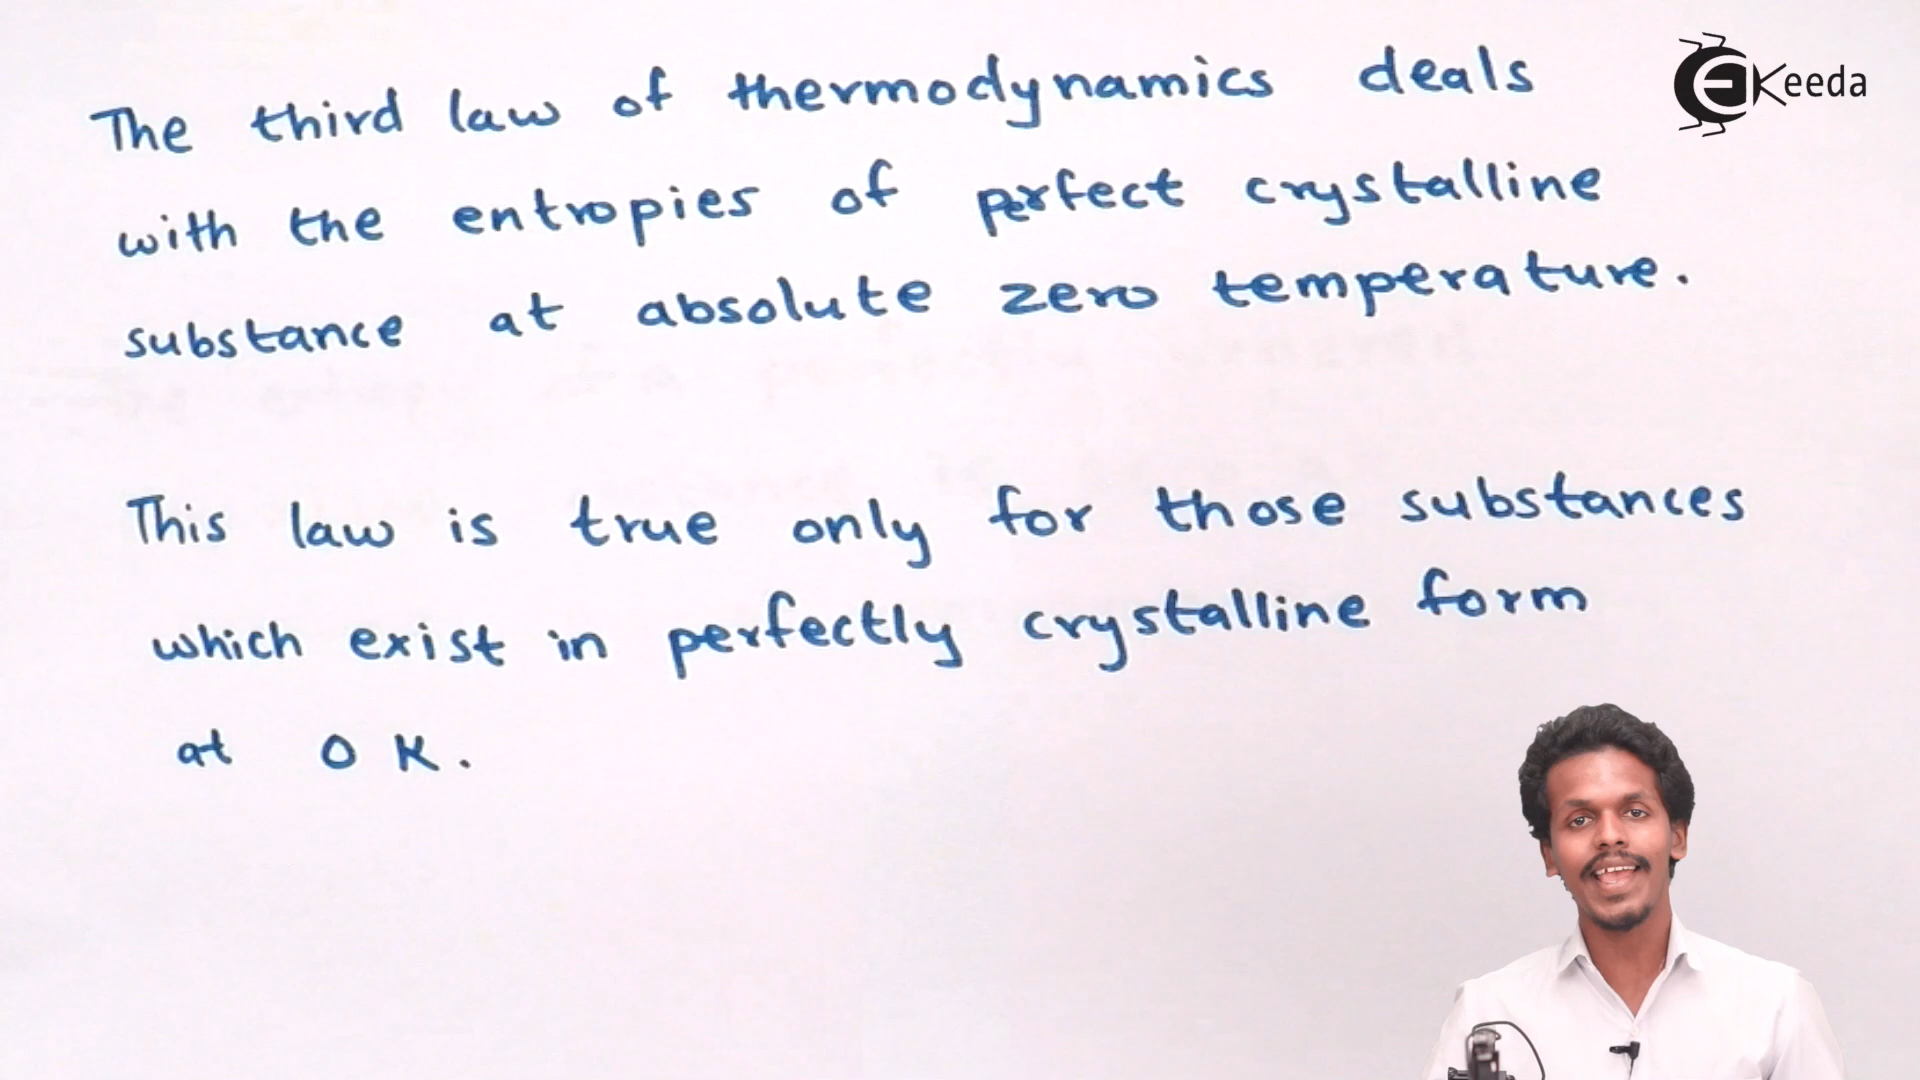 The third law of thermodynamics deals
with the entropies of perfect crystalline
substance at absolute zero temperature.
This law is true only for those substances
which exist in perfectly crystalline form
at 0 K.
EKeeda